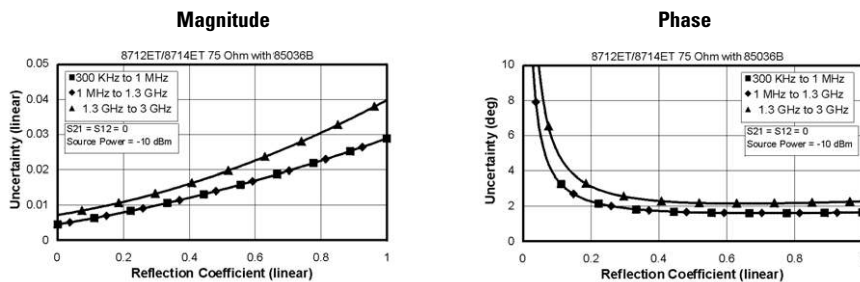 Magnitude
8712ET/8714ET 75 Ohm with 85036B
0.05
0.04
0.03
0.02
0.01
0
Uncertainty (linear)
300 KHz to 1 MHz
1 MHz to 1.3 GHz
1.3 GHz to 3 GHz
S21 = S12 = 0
Source Power = -10 dBm
0 0.2 0.4 0.6 0.8 1
Reflection Coefficient (linear)
Phase
8712ET/8714ET 75 Ohm with 85036B
10
8
6
4
2
0
Uncertainty (deg)
300 KHz to 1 MHz
1 MHz to 1.3 GHz
1.3 GHz to 3 GHz
S21 = S12 = 0
Source Power = -10 dBm
0 0.2 0.4 0.6 0.8 1
Reflection Coefficient (linear)